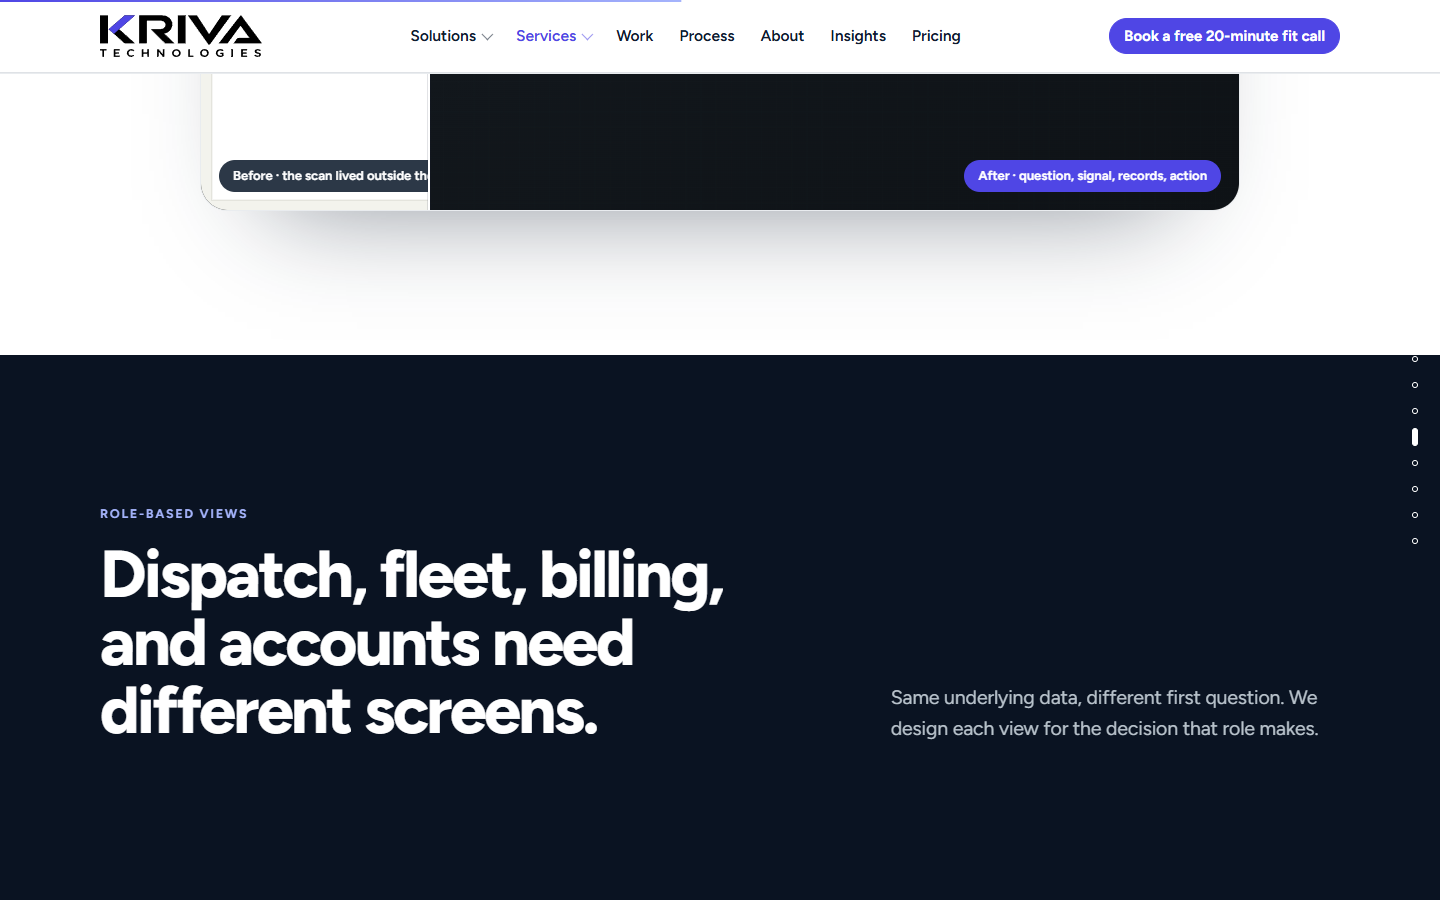 KRIVA
TECHNOLOGIES
Solutions
Services
Work
Process
About
Insights
Pricing
Book a free 20-minute fit call
Before · the scan lived outside
After · question, signal, records, action
ROLE-BASED VIEWS
Dispatch, fleet, billing,
and accounts need
different screens.
Same underlying data, different first question. We
design each view for the decision that role makes.